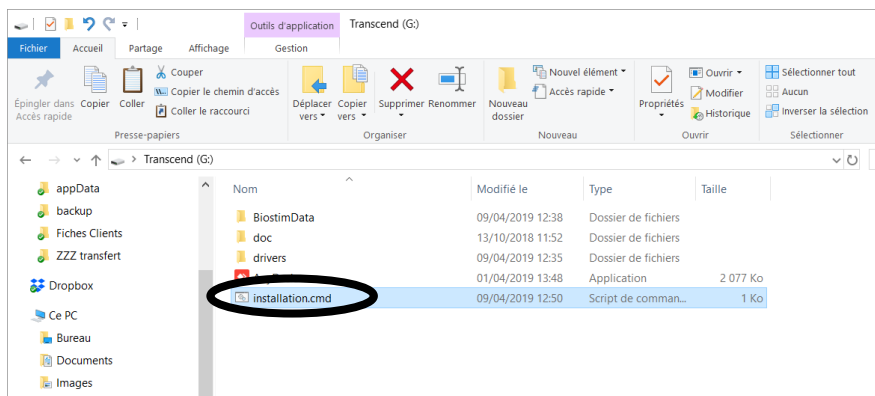 Outils d'application Transcend (G:)
Fichier Accueil Partage Affichage Gestion
Épingler dans
Accès rapide
Copier
Coller
Couper
Copier le chemin d'accès
Coller le raccourci
Presse-papiers
Déplacer
vers
Copier
vers
Supprimer
Renommer
Organiser
Nouveau
dossier
Nouvel élément
Accès rapide
Nouveau
Propriétés
Ouvrir
Modifier
Historique
Ouvrir
Sélectionner tout
Aucun
Inverser la sélection
Sélectionner
Transcend (G:)
appData
backup
Fiches Clients
ZZZ transfert
Dropbox
Ce PC
Bureau
Documents
Images
Nom Modifié le Type Taille
BiostimData 09/04/2019 12:38 Dossier de fichiers
doc 13/10/2018 11:52 Dossier de fichiers
drivers 09/04/2019 12:35 Dossier de fichiers
01/04/2019 13:48 Application 2 077 Ko
installation.cmd 09/04/2019 12:50 Script de comman... 1 Ko